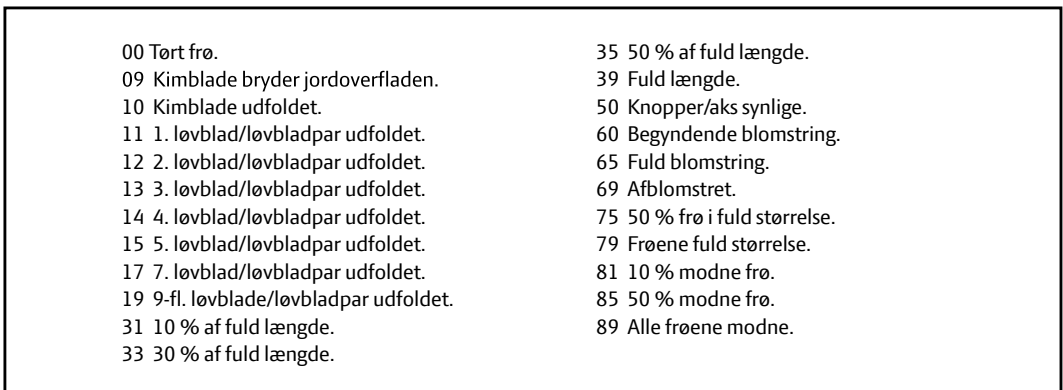 00 Tørt frø.
09 Kimblade bryder jordoverfladen.
10 Kimblade udfoldet.
11 1. løvblad/løvbladpar udfoldet.
12 2. løvblad/løvbladpar udfoldet.
13 3. løvblad/løvbladpar udfoldet.
14 4. løvblad/løvbladpar udfoldet.
15 5. løvblad/løvbladpar udfoldet.
17 7. løvblad/løvbladpar udfoldet.
19 9-fl. løvblade/løvbladpar udfoldet.
31 10 % af fuld længde.
33 30 % af fuld længde.
35 50 % af fuld længde.
39 Fuld længde.
50 Knopper/aks synlige.
60 Begyndende blomstring.
65 Fuld blomstring.
69 Afblomstret.
75 50 % frø i fuld størrelse.
79 Frøene fuld størrelse.
81 10 % modne frø.
85 50 % modne frø.
89 Alle frøene modne.